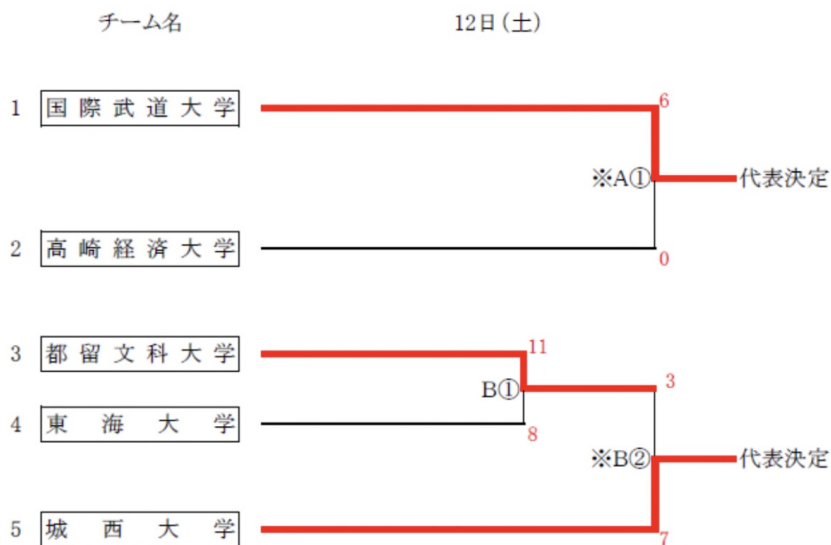 チーム名 12日(土)
1 国際武道大学 6
※A① 代表決定
2 高崎経済大学 0
3 都留文科大学 11
B① 3
4 東海大学 8
※B② 代表決定
5 城西大学 7